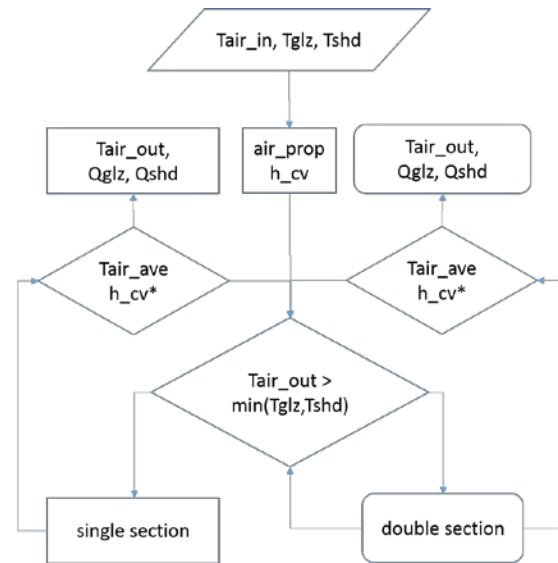 Tair_in, Tglz, Tshd
Tair_out,
Qglz, Qshd
air_prop
h_cv
Tair_out,
Qglz, Qshd
Tair_ave
h_cv*
Tair_ave
h_cv*
Tair_out >
min(Tglz,Tshd)
single section
double section